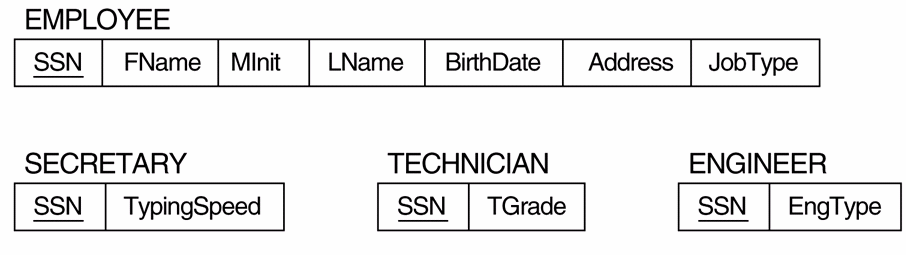 EMPLOYEE
SSN FName MInit LName BirthDate Address JobType
SECRETARY TECHNICIAN ENGINEER
SSN TypingSpeed SSN TGrade SSN EngType